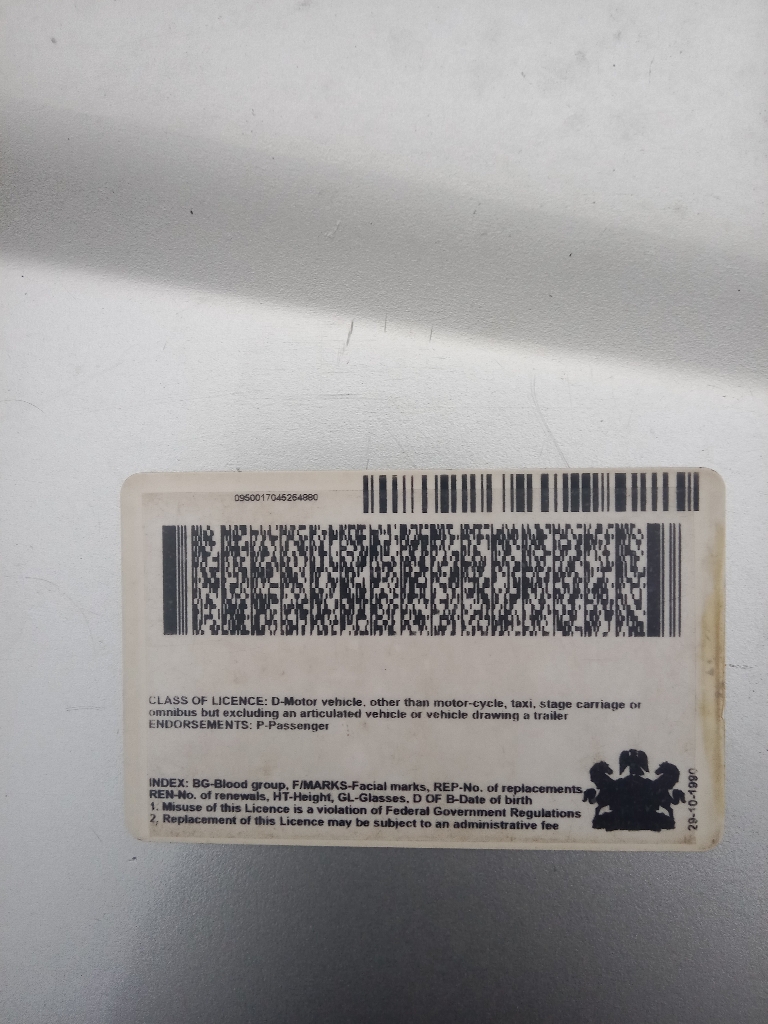 0950017045264880
CLASS OF LICENCE: D-Motor vehicle, other than motor-cycle, taxi, stage carriage or
omnibus but excluding an articulated vehicle or vehicle drawing a trailer
ENDORSEMENTS: P-Passenger
INDEX: BG-Blood group, F/MARKS-Facial marks, REP-No. of replacements,
REN-No. of renewals, HT-Height, GL-Glasses, D OF B-Date of birth
1. Misuse of this Licence is a violation of Federal Government Regulations
2, Replacement of this Licence may be subject to an administrative fee
29-10-1990